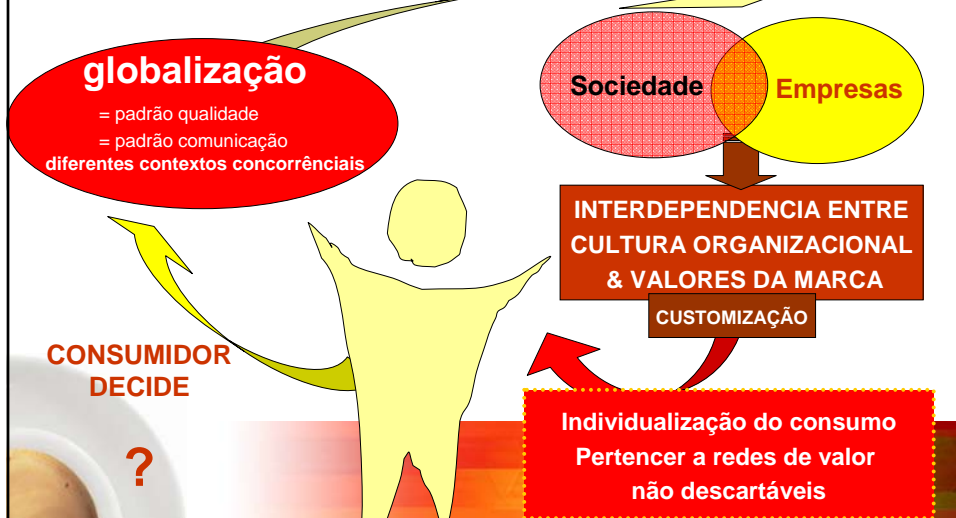 globalização
= padrão qualidade
= padrão comunicação
diferentes contextos concorrênciais
Sociedade
Empresas
INTERDEPENDENCIA ENTRE
CULTURA ORGANIZACIONAL
& VALORES DA MARCA
CUSTOMIZAÇÃO
CONSUMIDOR
DECIDE
?
Individualização do consumo
Pertencer a redes de valor
não descartáveis